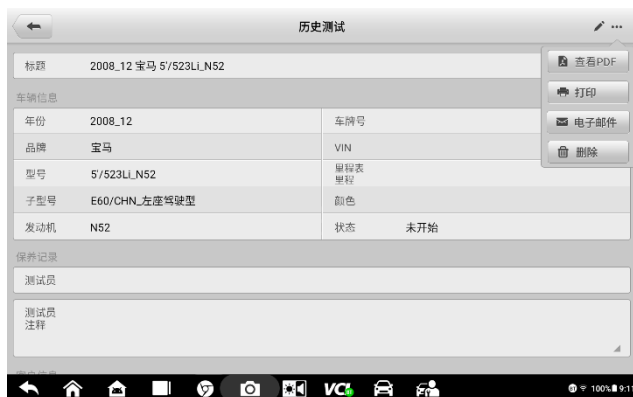 历史测试
标题 2008_12 宝马 5'/523Li_N52
查看PDF
打印
电子邮件
删除
车辆信息
年份 2008_12 车牌号
品牌 宝马 VIN
型号 5'/523Li_N52 里程表
里程
子型号 E60/CHN_左座驾驶型 颜色
发动机 N52 状态 未开始
保养记录
测试员
测试员
注释
VCI 100% 9:11